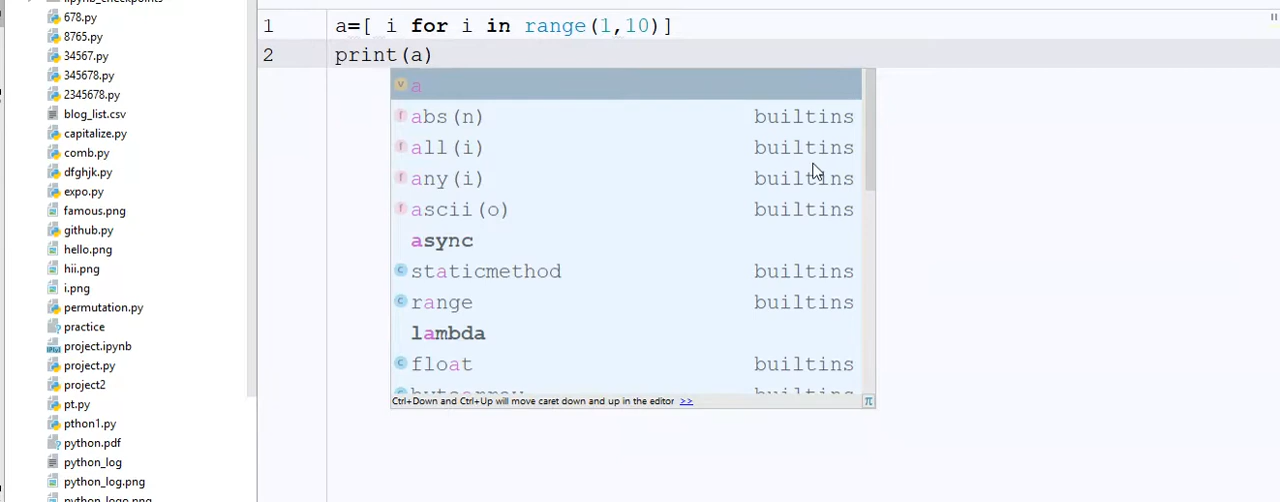 678.py
8765.py
34567.py
345678.py
2345678.py
blog_list.csv
capitalize.py
comb.py
dfghjk.py
expo.py
famous.png
github.py
hello.png
hii.png
i.png
permutation.py
practice
project.ipynb
project.py
project2
pt.py
pthon1.py
python.pdf
python_log
python_log.png
1 a=[ i for i in range(1,10)]
2 print(a)
a
abs(n) builtins
all(i) builtins
any(i) builtins
ascii(o) builtins
async
staticmethod builtins
range builtins
lambda
float builtins
Ctrl+Down and Ctrl+Up will move caret down and up in the editor >>
π